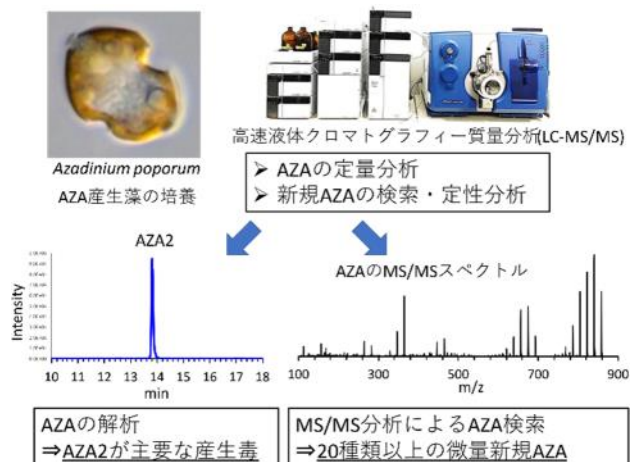 高速液体クロマトグラフィー質量分析(LC-MS/MS)
Azadinium poporum
AZA産生藻の培養
➢ AZAの定量分析
➢ 新規AZAの検索・定性分析
AZA2
Intensity
10 11 12 13 14 15 16 17 18
min
AZAのMS/MSスペクトル
100 300 500 700 900
m/z
AZAの解析
⇒AZA2が主要な産生毒
MS/MS分析によるAZA検索
⇒20種類以上の微量新規AZA